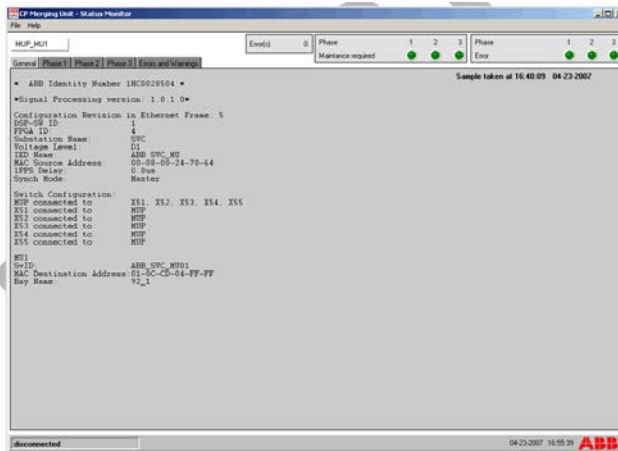 CP Merging Unit - Status Monitor
File Help
MUP_MU1
Error(s) 0
Phase 1 2 3
Maintance required
Phase 1 2 3
Error
General Phase 1 Phase 2 Phase 3 Errors and Warnings
Sample taken at 16:40:09 04-23-2007
* ABB Identity Number 1HC0028504 *
*Signal Processing version: 1.0.1.0*
Configuration Revision in Ethernet Frame: 5
DSP-SW ID: 1
FPGA ID: 4
Substation Name: SVC
Voltage Level: D1
IED Name: ABB SVC_MU
MAC Source Address: 00-08-00-24-70-64
1PPS Delay: 0.0us
Synch Mode: Master
Switch Configuration:
MUP connected to X51, X52, X53, X54, X55
X51 connected to MUP
X52 connected to MUP
X53 connected to MUP
X54 connected to MUP
X55 connected to MUP
MU1
SvID: ABB_SVC_MU01
MAC Destination Address: 01-0C-CD-04-FF-FF
Bay Name: 92_1
disconnected
04-23-2007 16:55:39 ABB